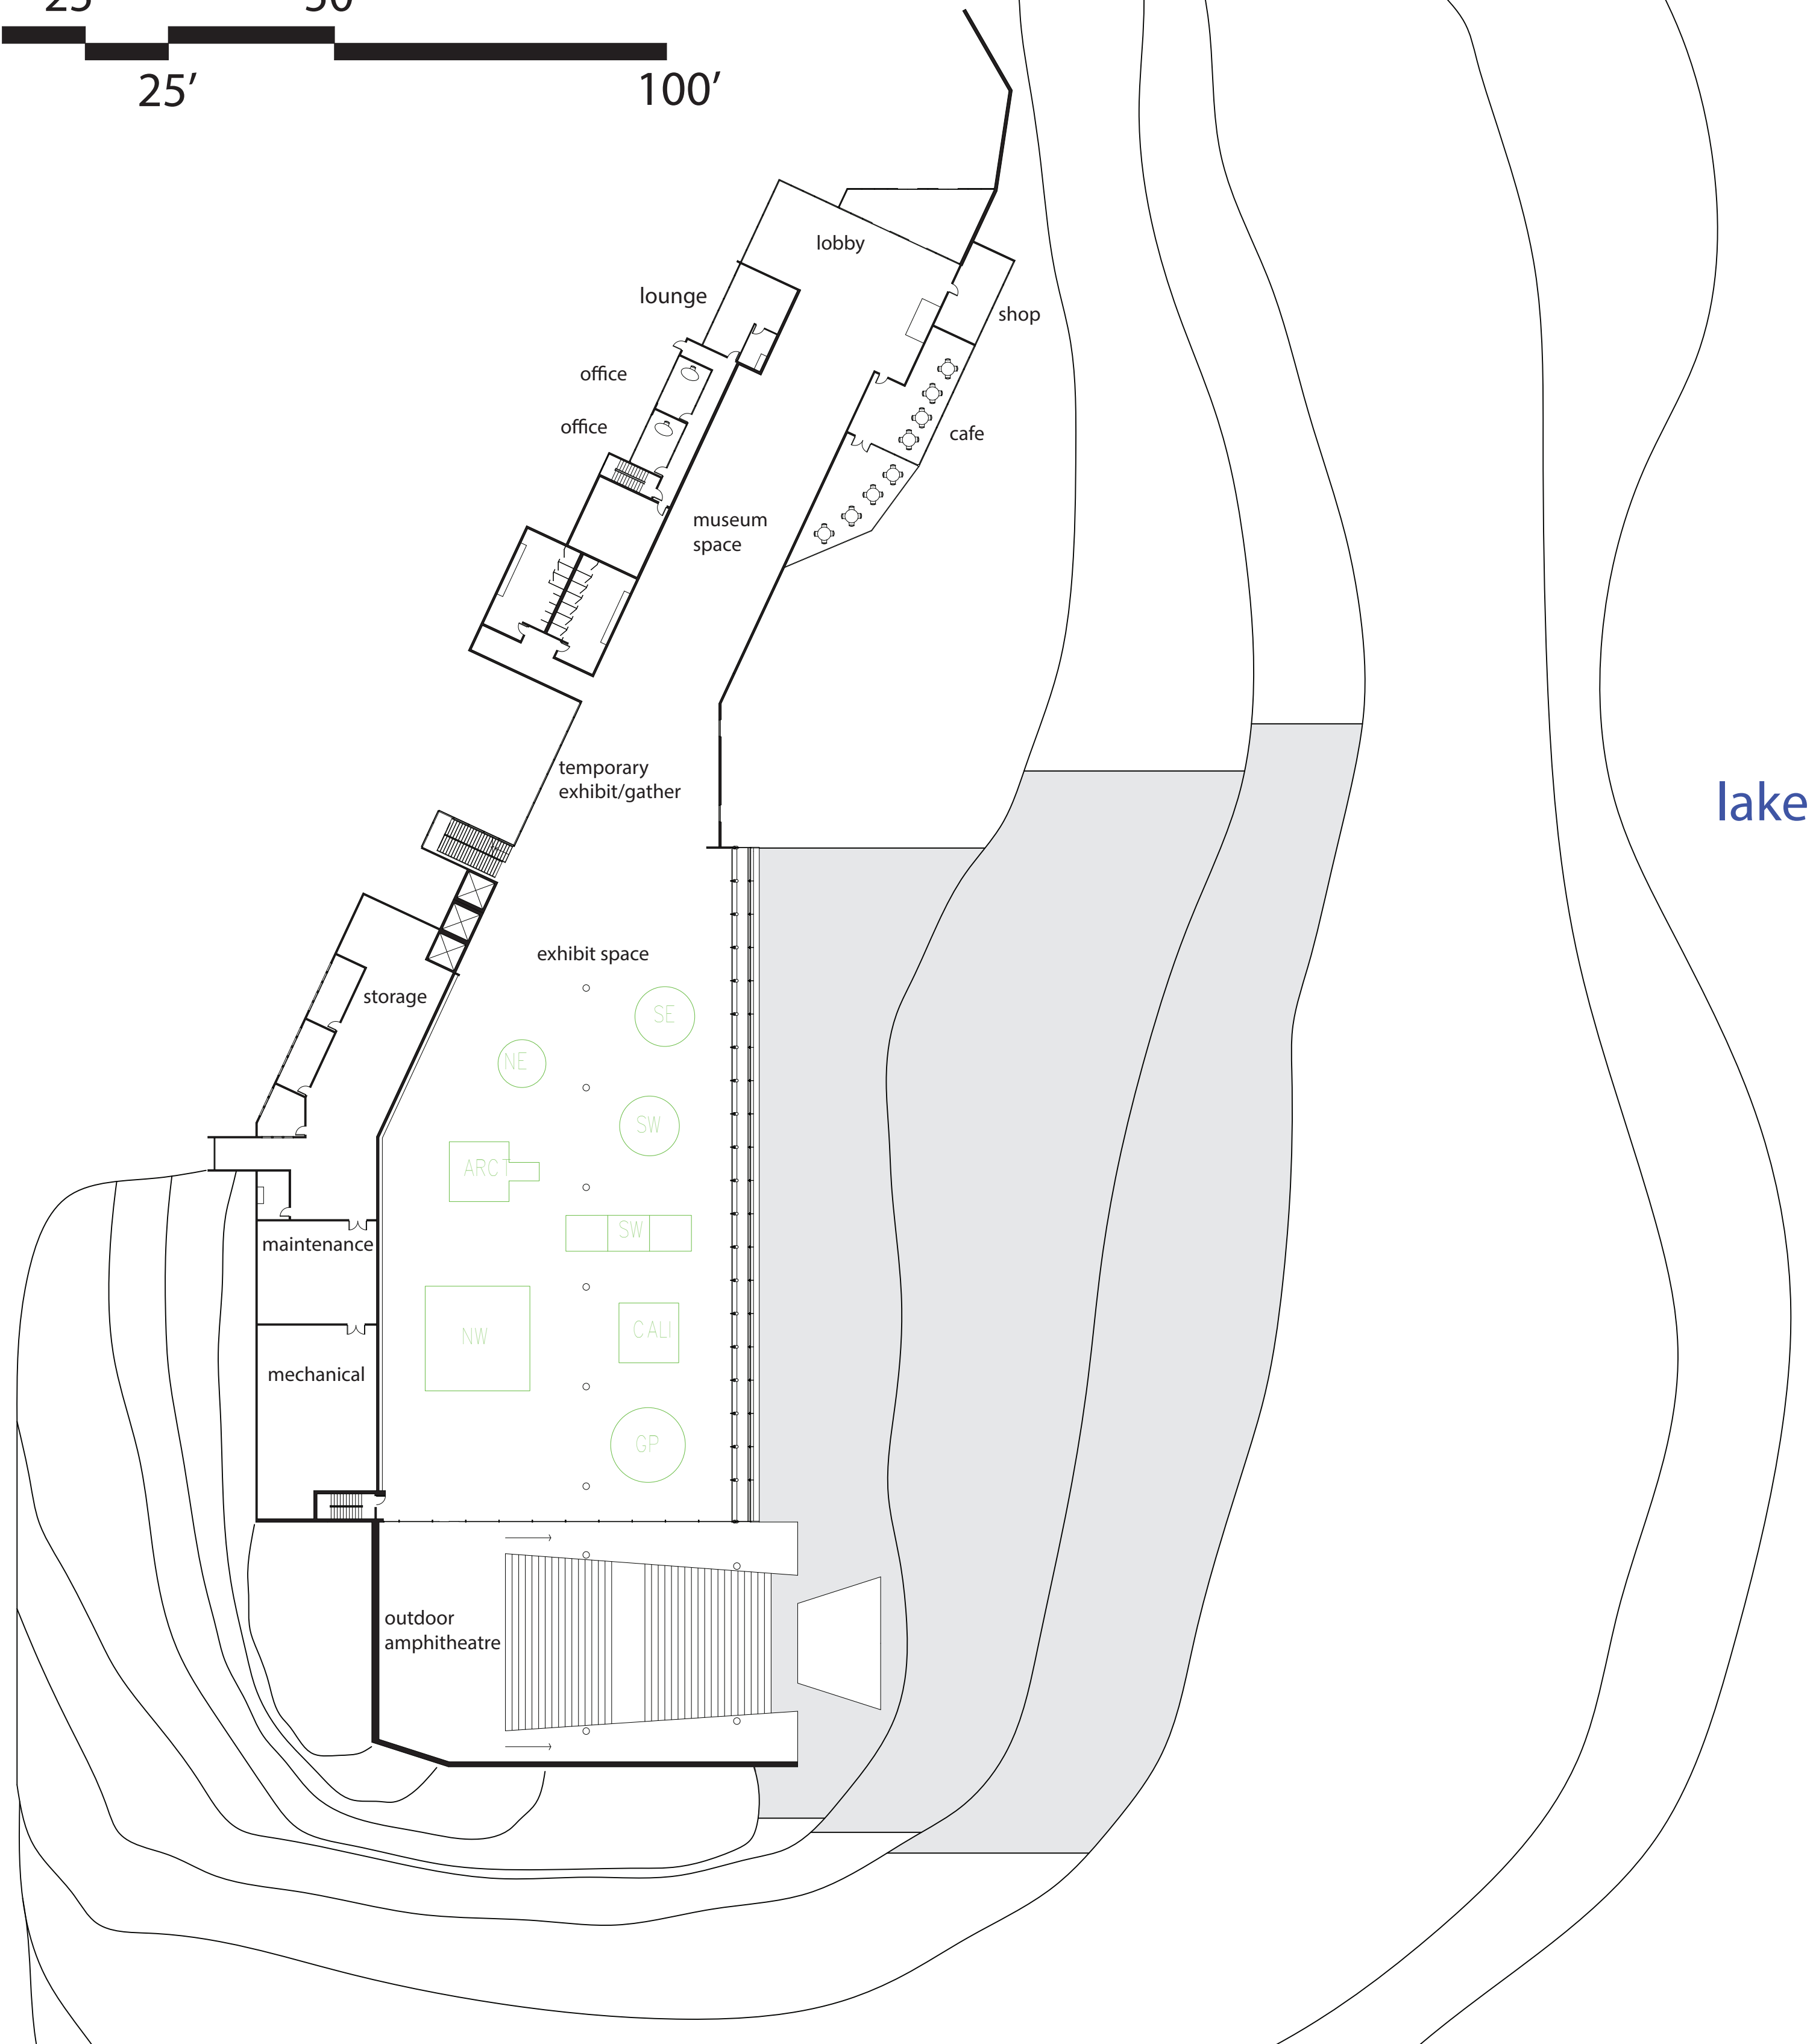 25’
100’
lobby
lounge
shop
office
office
cafe
museum
space
temporary
exhibit/gather
lake
exhibit space
storage
SE
NE
SW
ARCT
SW
maintenance
NW
CALI
mechanical
GP
outdoor
amphitheatre